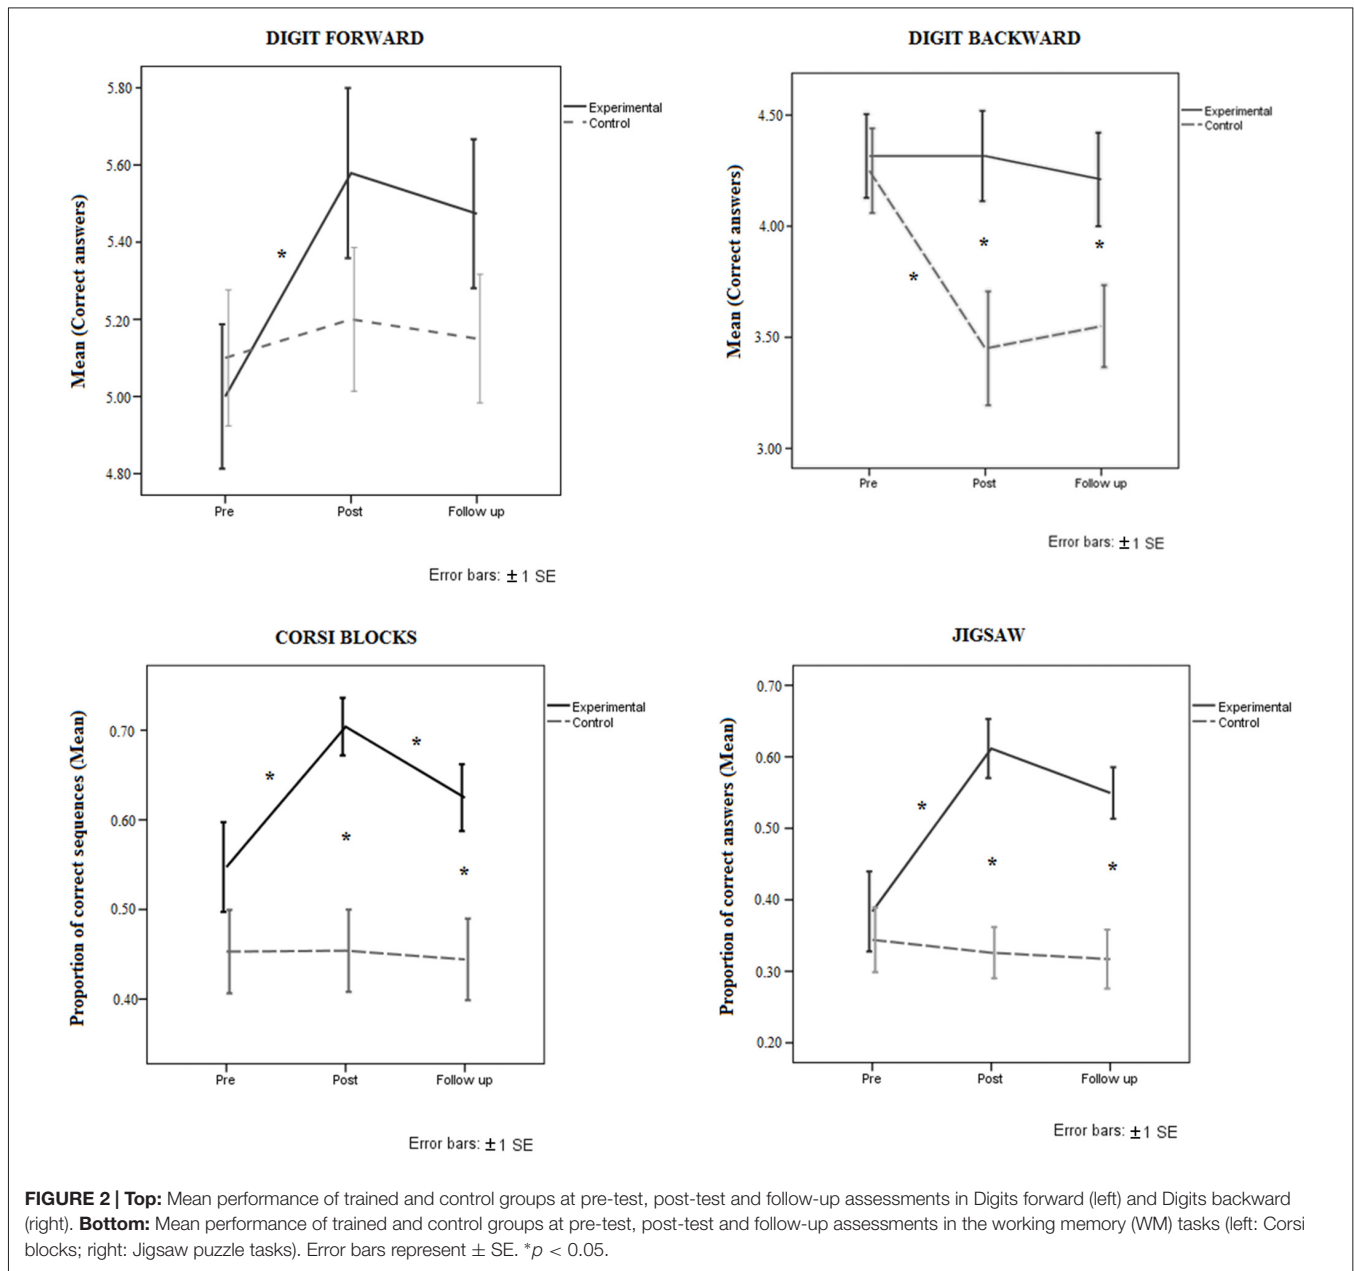 DIGIT FORWARD
5.80
5.60
5.40
5.20
5.00
4.80
Mean (Correct answers)
*
Pre
Post
Follow up
Experimental
Control
Error bars: ± 1 SE
DIGIT BACKWARD
4.50
4.00
3.50
3.00
Mean (Correct answers)
*
*
*
Pre
Post
Follow up
Experimental
Control
Error bars: ± 1 SE
CORSI BLOCKS
0.70
0.60
0.50
0.40
Proportion of correct sequences (Mean)
*
*
*
*
Pre
Post
Follow up
Experimental
Control
Error bars: ± 1 SE
JIGSAW
0.70
0.60
0.50
0.40
0.30
0.20
Proportion of correct answers (Mean)
*
*
*
Pre
Post
Follow up
Experimental
Control
Error bars: ± 1 SE
FIGURE 2 | Top: Mean performance of trained and control groups at pre-test, post-test and follow-up assessments in Digits forward (left) and Digits backward
(right). Bottom: Mean performance of trained and control groups at pre-test, post-test and follow-up assessments in the working memory (WM) tasks (left: Corsi
blocks; right: Jigsaw puzzle tasks). Error bars represent ± SE. *p < 0.05.